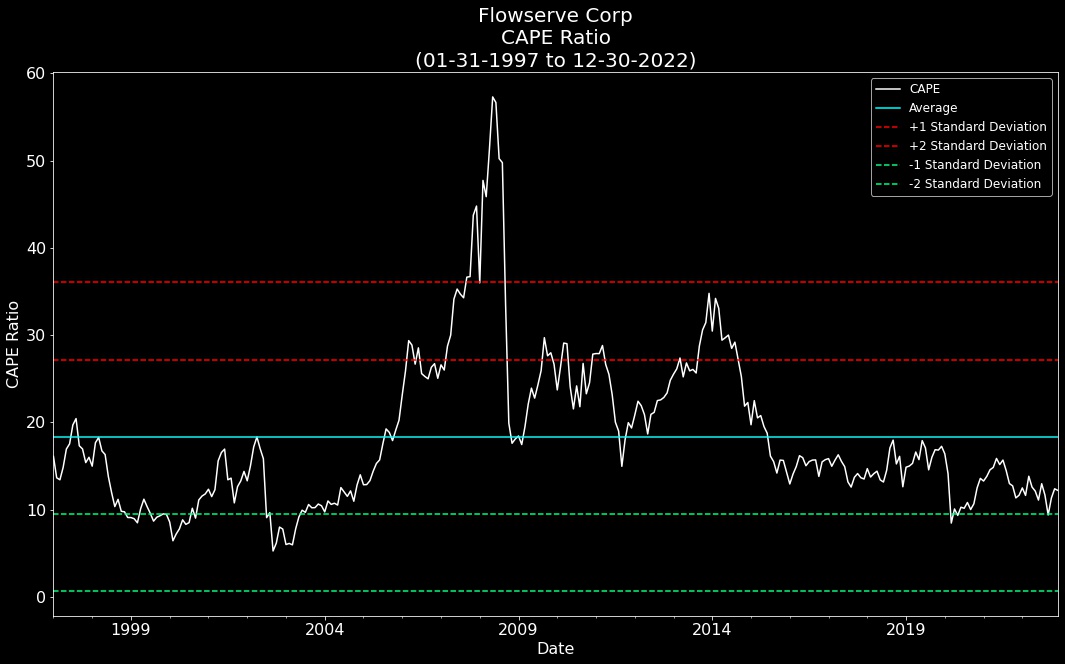 Flowserve Corp
CAPE Ratio
(01-31-1997 to 12-30-2022)
CAPE
Average
+1 Standard Deviation
+2 Standard Deviation
-1 Standard Deviation
-2 Standard Deviation
CAPE Ratio
60
50
40
30
20
10
0
1999 2004 2009 2014 2019
Date